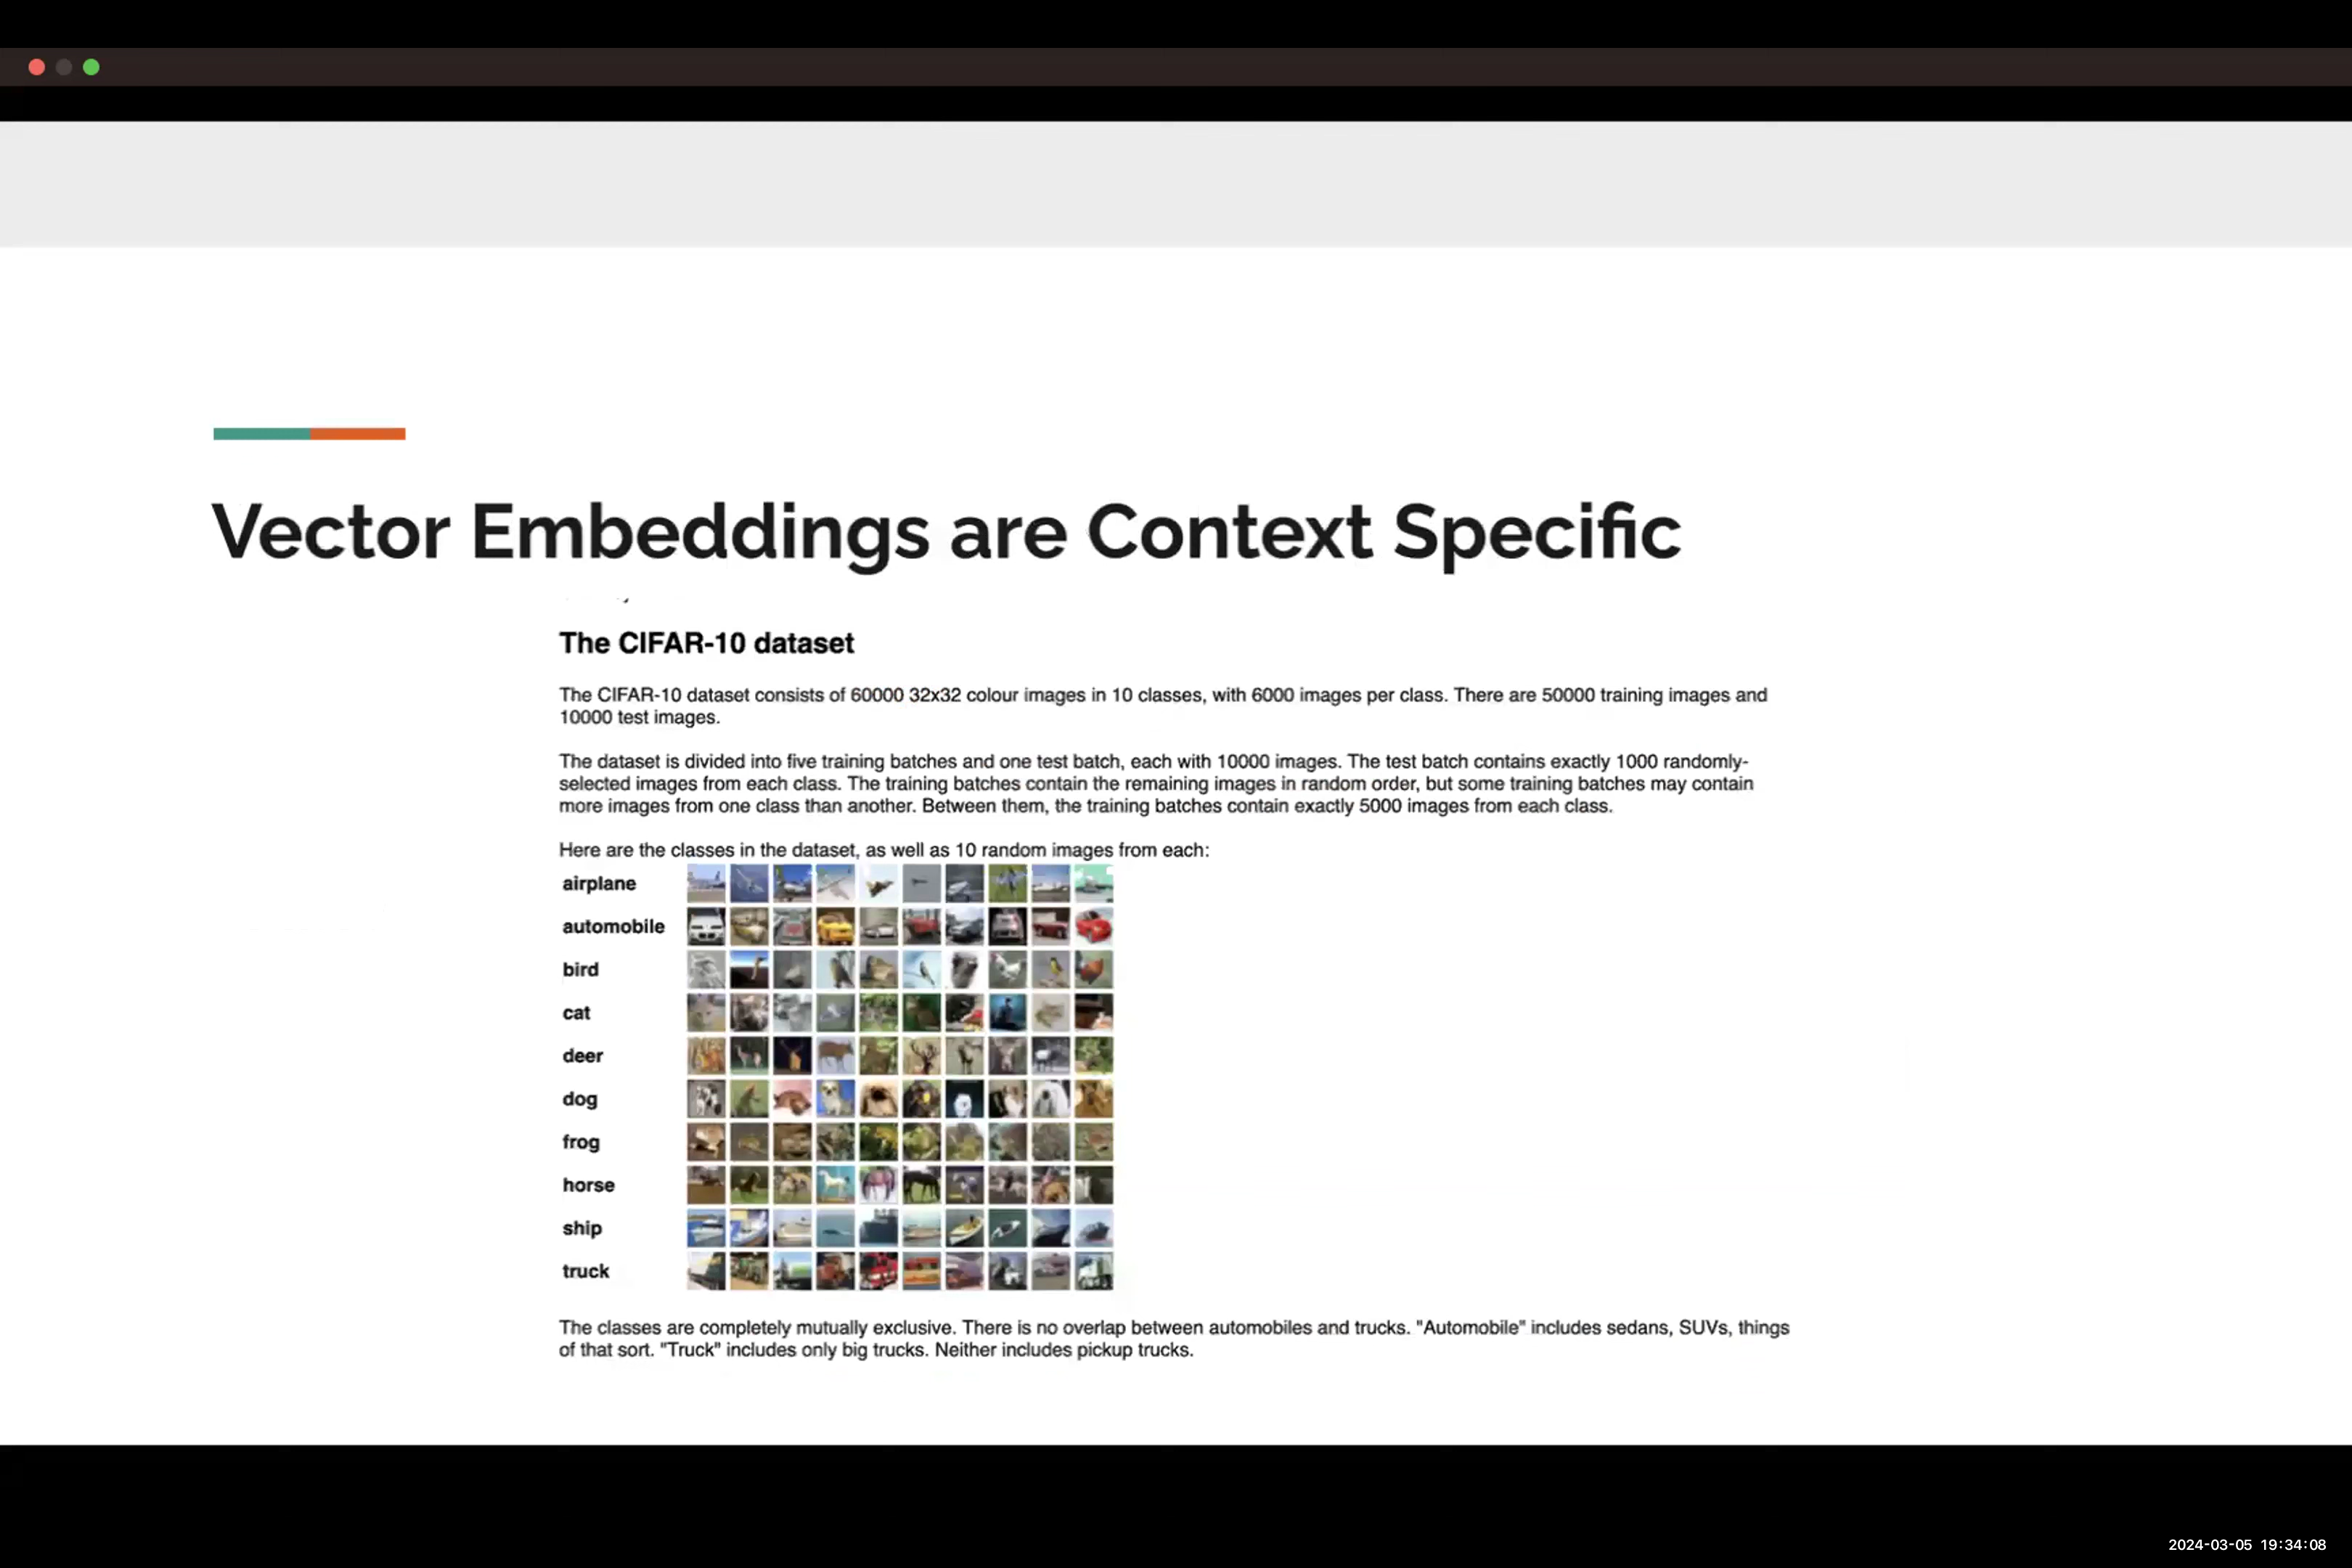 Vector Embeddings are Context Specific
The CIFAR-10 dataset
The CIFAR-10 dataset consists of 60000 32x32 colour images in 10 classes, with 6000 images per class. There are 50000 training images and
10000 test images.
The dataset is divided into five training batches and one test batch, each with 10000 images. The test batch contains exactly 1000 randomly-
selected images from each class. The training batches contain the remaining images in random order, but some training batches may contain
more images from one class than another. Between them, the training batches contain exactly 5000 images from each class.
Here are the classes in the dataset, as well as 10 random images from each:
airplane
automobile
bird
cat
deer
dog
frog
horse
ship
truck
The classes are completely mutually exclusive. There is no overlap between automobiles and trucks. "Automobile" includes sedans, SUVs, things
of that sort. "Truck" includes only big trucks. Neither includes pickup trucks.
2024-03-05 19:34:08